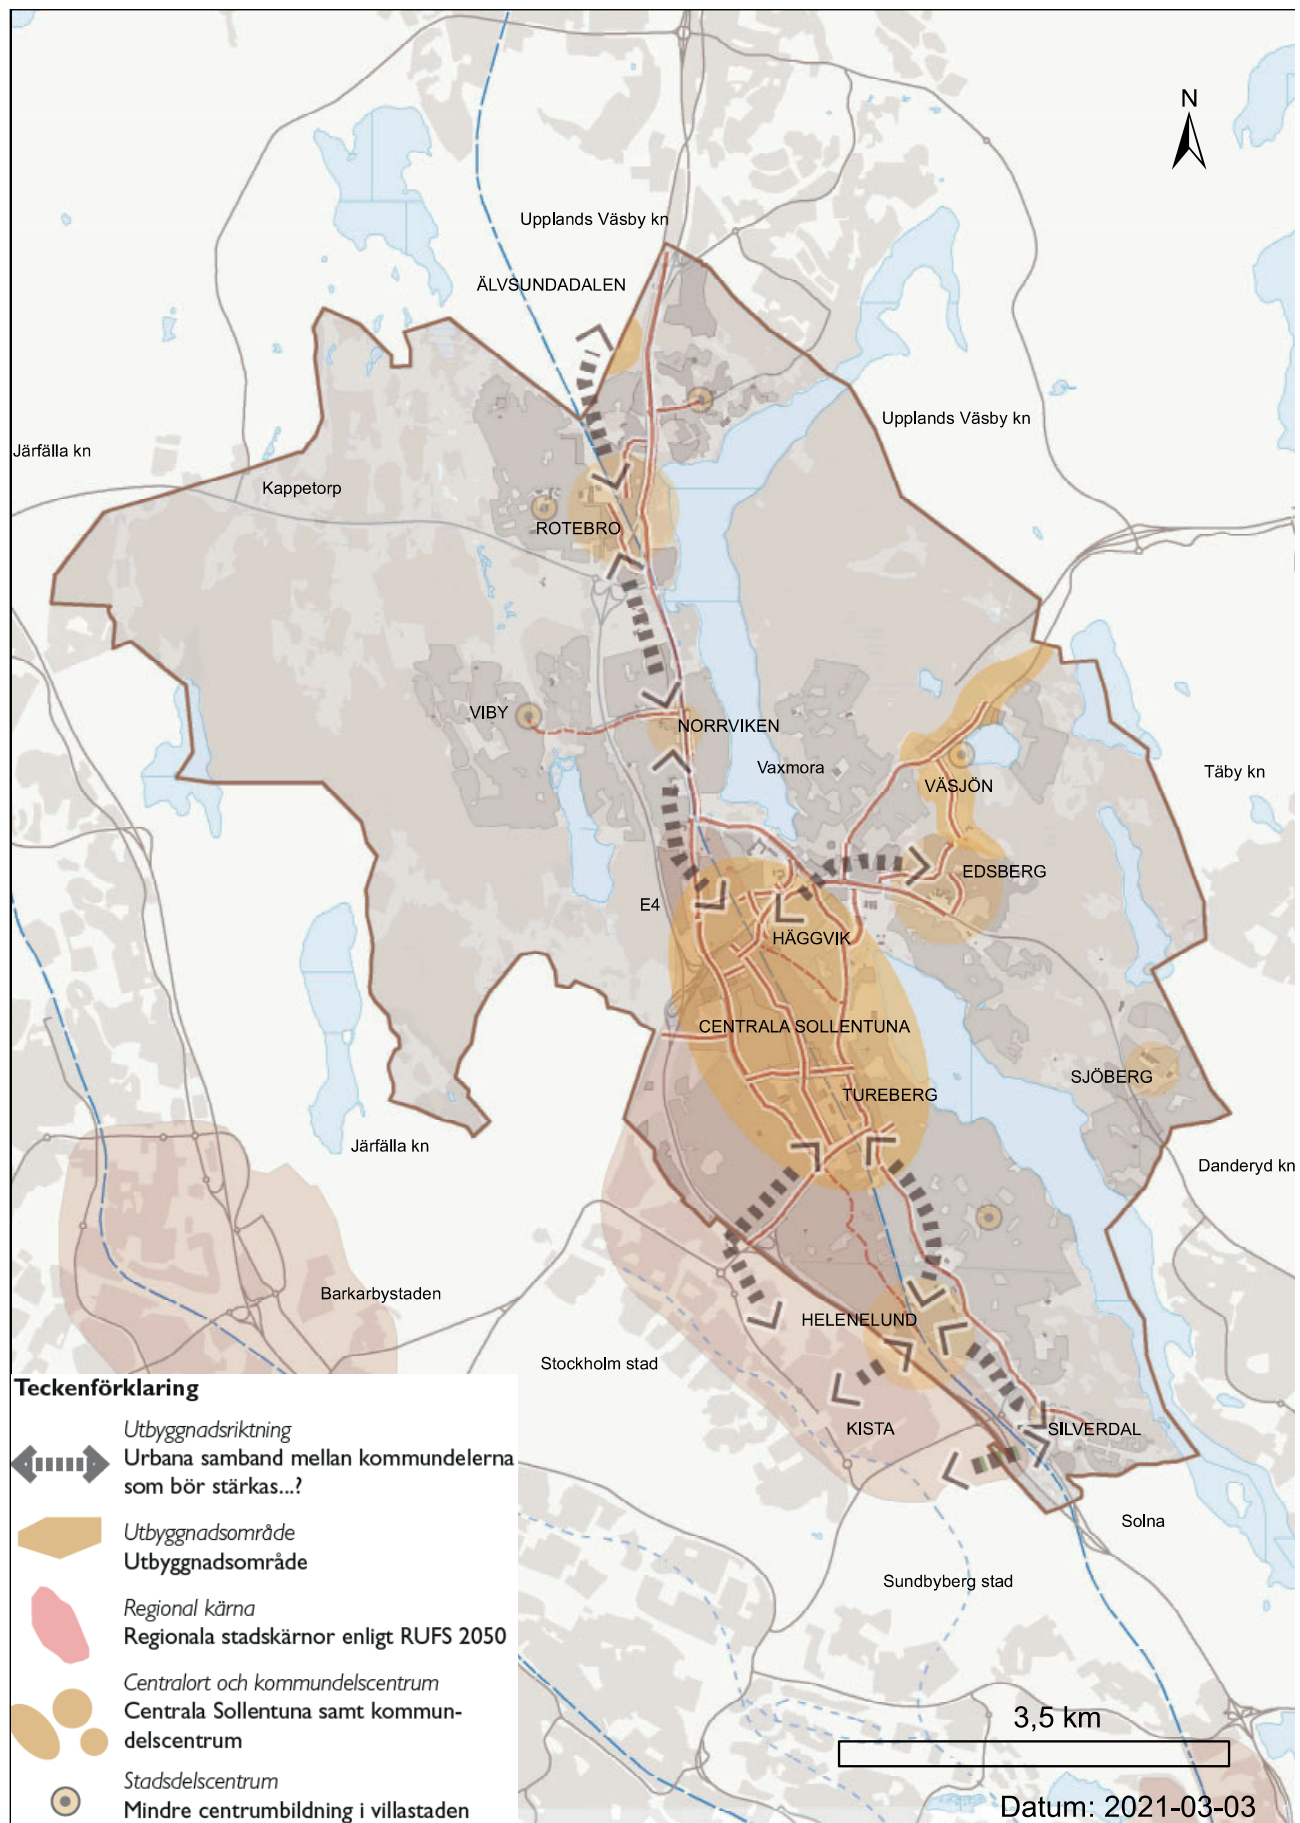 N
Upplands Väsby kn
ÄLVSUNDADALEN
Upplands Väsby kn
Järfälla kn
Kappetorp
ROTEBRO
VIBY
NORRVIKEN
Vaxmora
VÄSJÖN
Täby kn
EDSBERG
E4
HÄGGVIK
CENTRALA SOLLENTUNA
SJÖBERG
TUREBERG
Järfälla kn
Danderyd kn
Barkarbystaden
HELENELUND
Stockholm stad
KISTA
SILVERDAL
Solna
Sundbyberg stad
Teckenförklaring
Utbyggnadsriktning
Urbana samband mellan kommundelerna
som bör stärkas...?
Utbyggnadsområde
Utbyggnadsområde
Regional kärna
Regionala stadskärnor enligt RUFS 2050
Centralort och kommundelscentrum
Centrala Sollentuna samt kommun-
delscentrum
Stadsdelscentrum
Mindre centrumbildning i villastaden
3,5 km
Datum: 2021-03-03